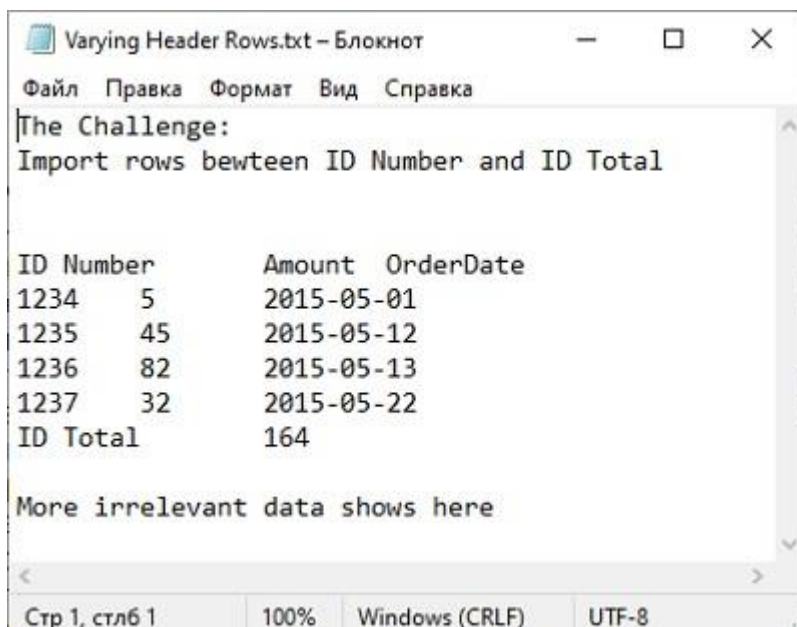 Varying Header Rows.txt – Блокнот
Файл Правка Формат Вид Справка
The Challenge:
Import rows bewteen ID Number and ID Total
ID Number Amount OrderDate
1234 5 2015-05-01
1235 45 2015-05-12
1236 82 2015-05-13
1237 32 2015-05-22
ID Total 164
More irrelevant data shows here
Стр 1, стлб 1 100% Windows (CRLF) UTF-8